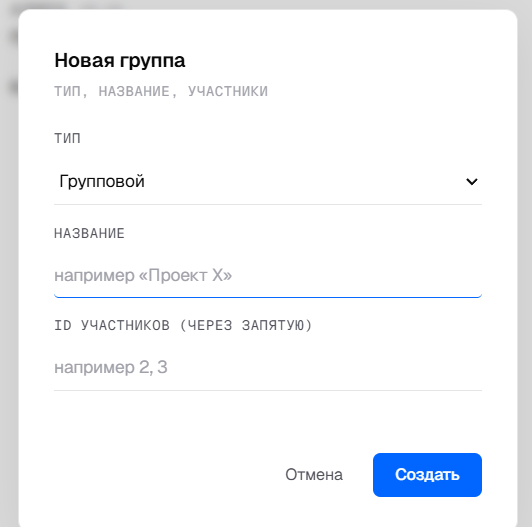 Новая группа
ТИП, НАЗВАНИЕ, УЧАСТНИКИ
ТИП
Групповой
НАЗВАНИЕ
например «Проект X»
ID УЧАСТНИКОВ (ЧЕРЕЗ ЗАПЯТУЮ)
например 2, 3
Отмена Создать